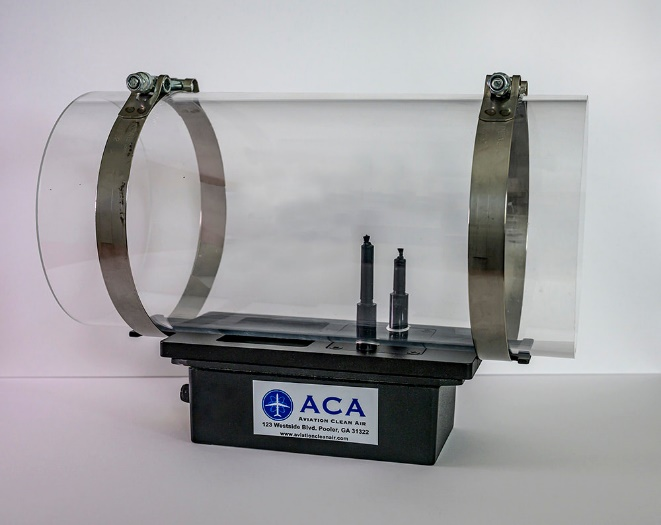 ACA
AVIATION CLEAN AIR
123 Westside Blvd. Pooler, GA 31322
www.aviationcleanair.com